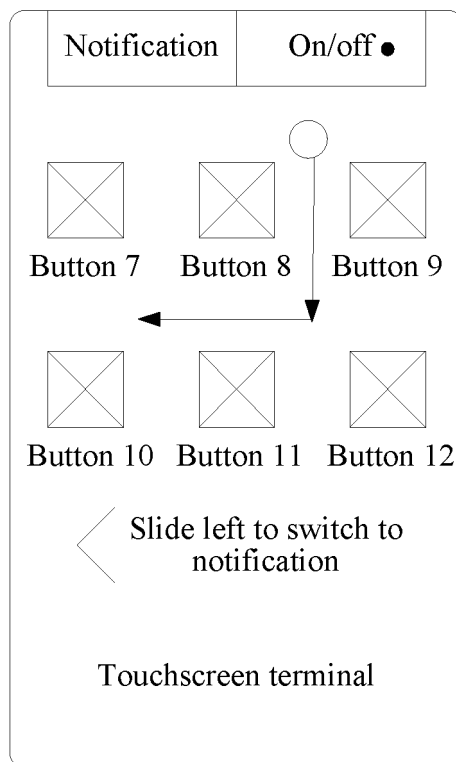 Notification On/off
Button 7 Button 8 Button 9
Button 10 Button 11 Button 12
Slide left to switch to
notification
Touchscreen terminal